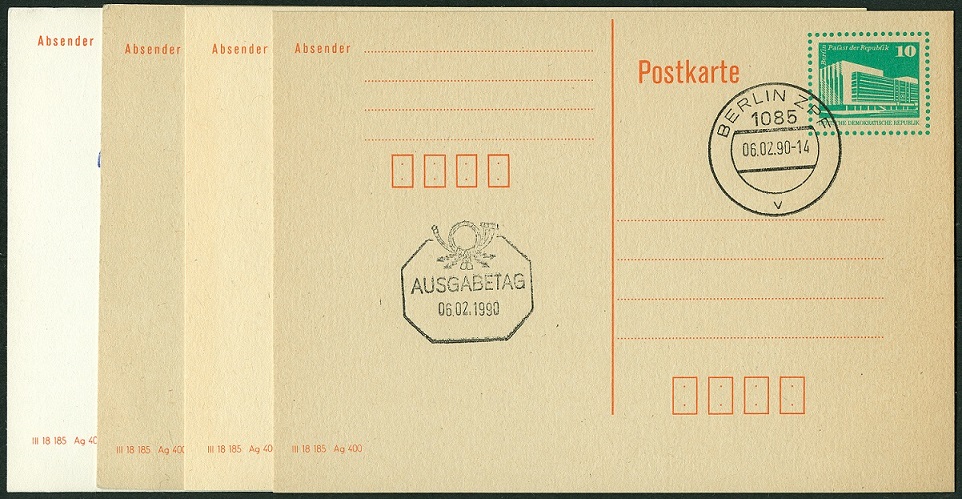 Absender
Absender
Absender
Absender
Postkarte
Berlin Palast der Republik 10
DEMOKRATISCHE REPUBLIK
BERLIN ZPF
1085
06.02.90-14
v
AUSGABETAG
06.02.1990
III 18 185 Ag 40
III 18 185 Ag 400
III 18 185 Ag 40
III 18 185 Ag 400